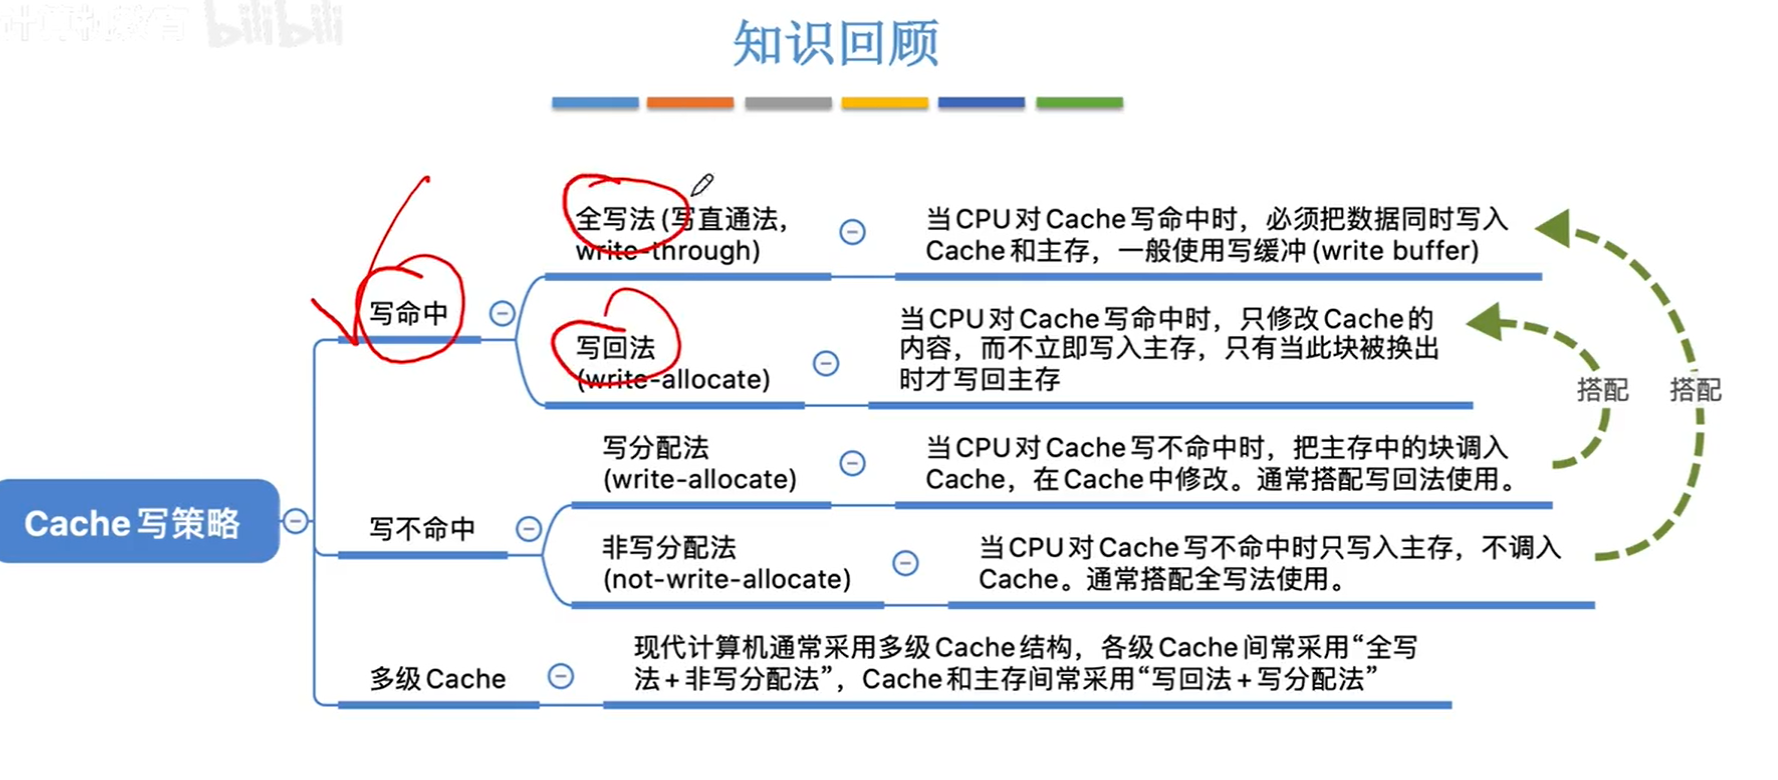 bilibili
知识回顾
全写法 (写直通法，
write-through)
当CPU对Cache写命中时，必须把数据同时写入
Cache和主存，一般使用写缓冲 (write buffer)
写命中
写回法
(write-allocate)
当CPU对Cache写命中时，只修改Cache的
内容，而不立即写入主存，只有当此块被换出
时才写回主存
搭配
搭配
Cache写策略
写不命中
写分配法
(write-allocate)
当CPU对Cache写不命中时，把主存中的块调入
Cache，在Cache中修改。通常搭配写回法使用。
非写分配法
(not-write-allocate)
当CPU对Cache写不命中时只写入主存，不调入
Cache。通常搭配全写法使用。
多级Cache
现代计算机通常采用多级Cache结构，各级Cache间常采用“全写
法+非写分配法”，Cache和主存间常采用“写回法+写分配法”